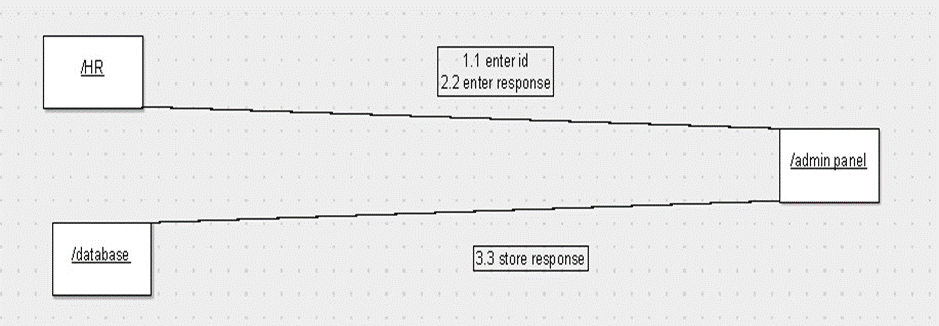 /HR
1.1 enter id
2.2 enter response
/admin panel
/database
3.3 store response